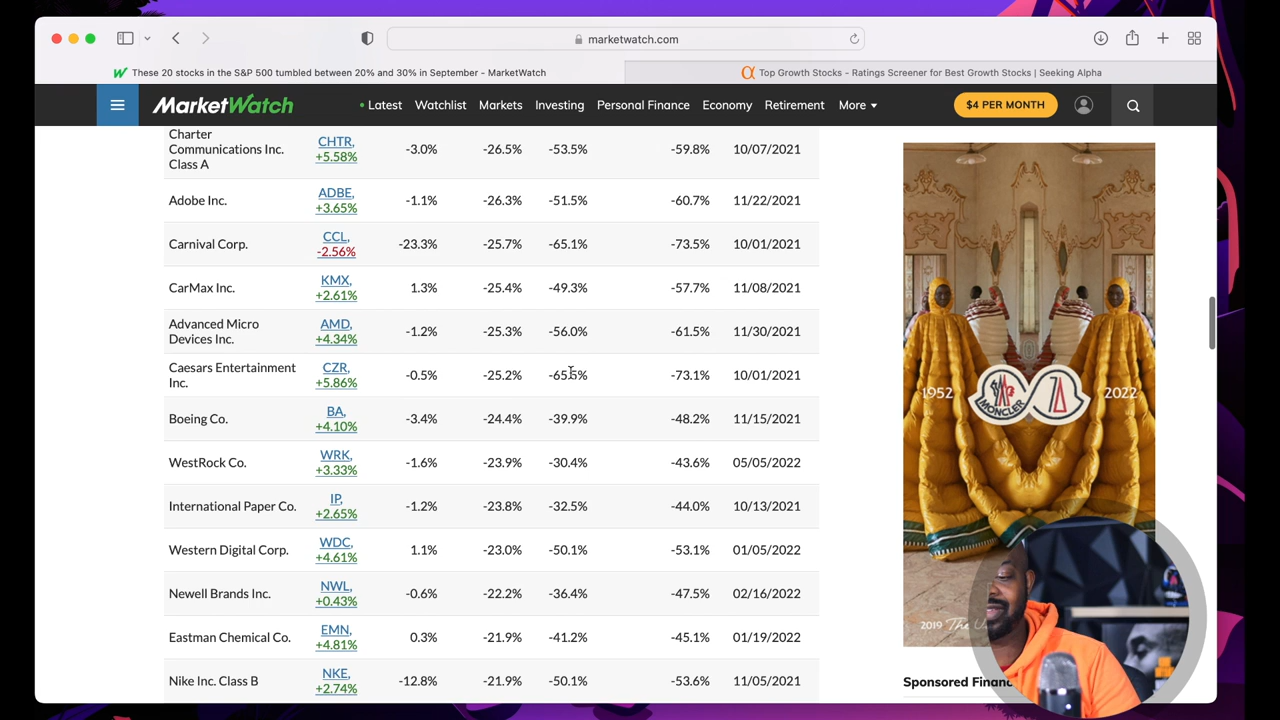 marketwatch.com
These 20 stocks in the S&P 500 tumbled between 20% and 30% in September - MarketWatch
Top Growth Stocks – Ratings Screener for Best Growth Stocks | Seeking Alpha
MarketWatch Latest Watchlist Markets Investing Personal Finance Economy Retirement More $4 PER MONTH
Charter
Communications Inc.
Class A
CHTR,
+5.58%
-3.0% -26.5% -53.5% -59.8% 10/07/2021
Adobe Inc.
ADBE,
+3.65%
-1.1% -26.3% -51.5% -60.7% 11/22/2021
Carnival Corp.
CCL,
-2.56%
-23.3% -25.7% -65.1% -73.5% 10/01/2021
CarMax Inc.
KMX,
+2.61%
1.3% -25.4% -49.3% -57.7% 11/08/2021
Advanced Micro
Devices Inc.
AMD,
+4.34%
-1.2% -25.3% -56.0% -61.5% 11/30/2021
Caesars Entertainment
Inc.
CZR,
+5.86%
-0.5% -25.2% -65.5% -73.1% 10/01/2021
Boeing Co.
BA,
+4.10%
-3.4% -24.4% -39.9% -48.2% 11/15/2021
WestRock Co.
WRK,
+3.33%
-1.6% -23.9% -30.4% -43.6% 05/05/2022
International Paper Co.
IP,
+2.65%
-1.2% -23.8% -32.5% -44.0% 10/13/2021
Western Digital Corp.
WDC,
+4.61%
1.1% -23.0% -50.1% -53.1% 01/05/2022
Newell Brands Inc.
NWL,
+0.43%
-0.6% -22.2% -36.4% -47.5% 02/16/2022
Eastman Chemical Co.
EMN,
+4.81%
0.3% -21.9% -41.2% -45.1% 01/19/2022
Nike Inc. Class B
NKE,
+2.74%
-12.8% -21.9% -50.1% -53.6% 11/05/2021
1952 MONCLER 70 2022
2019 The
Sponsored